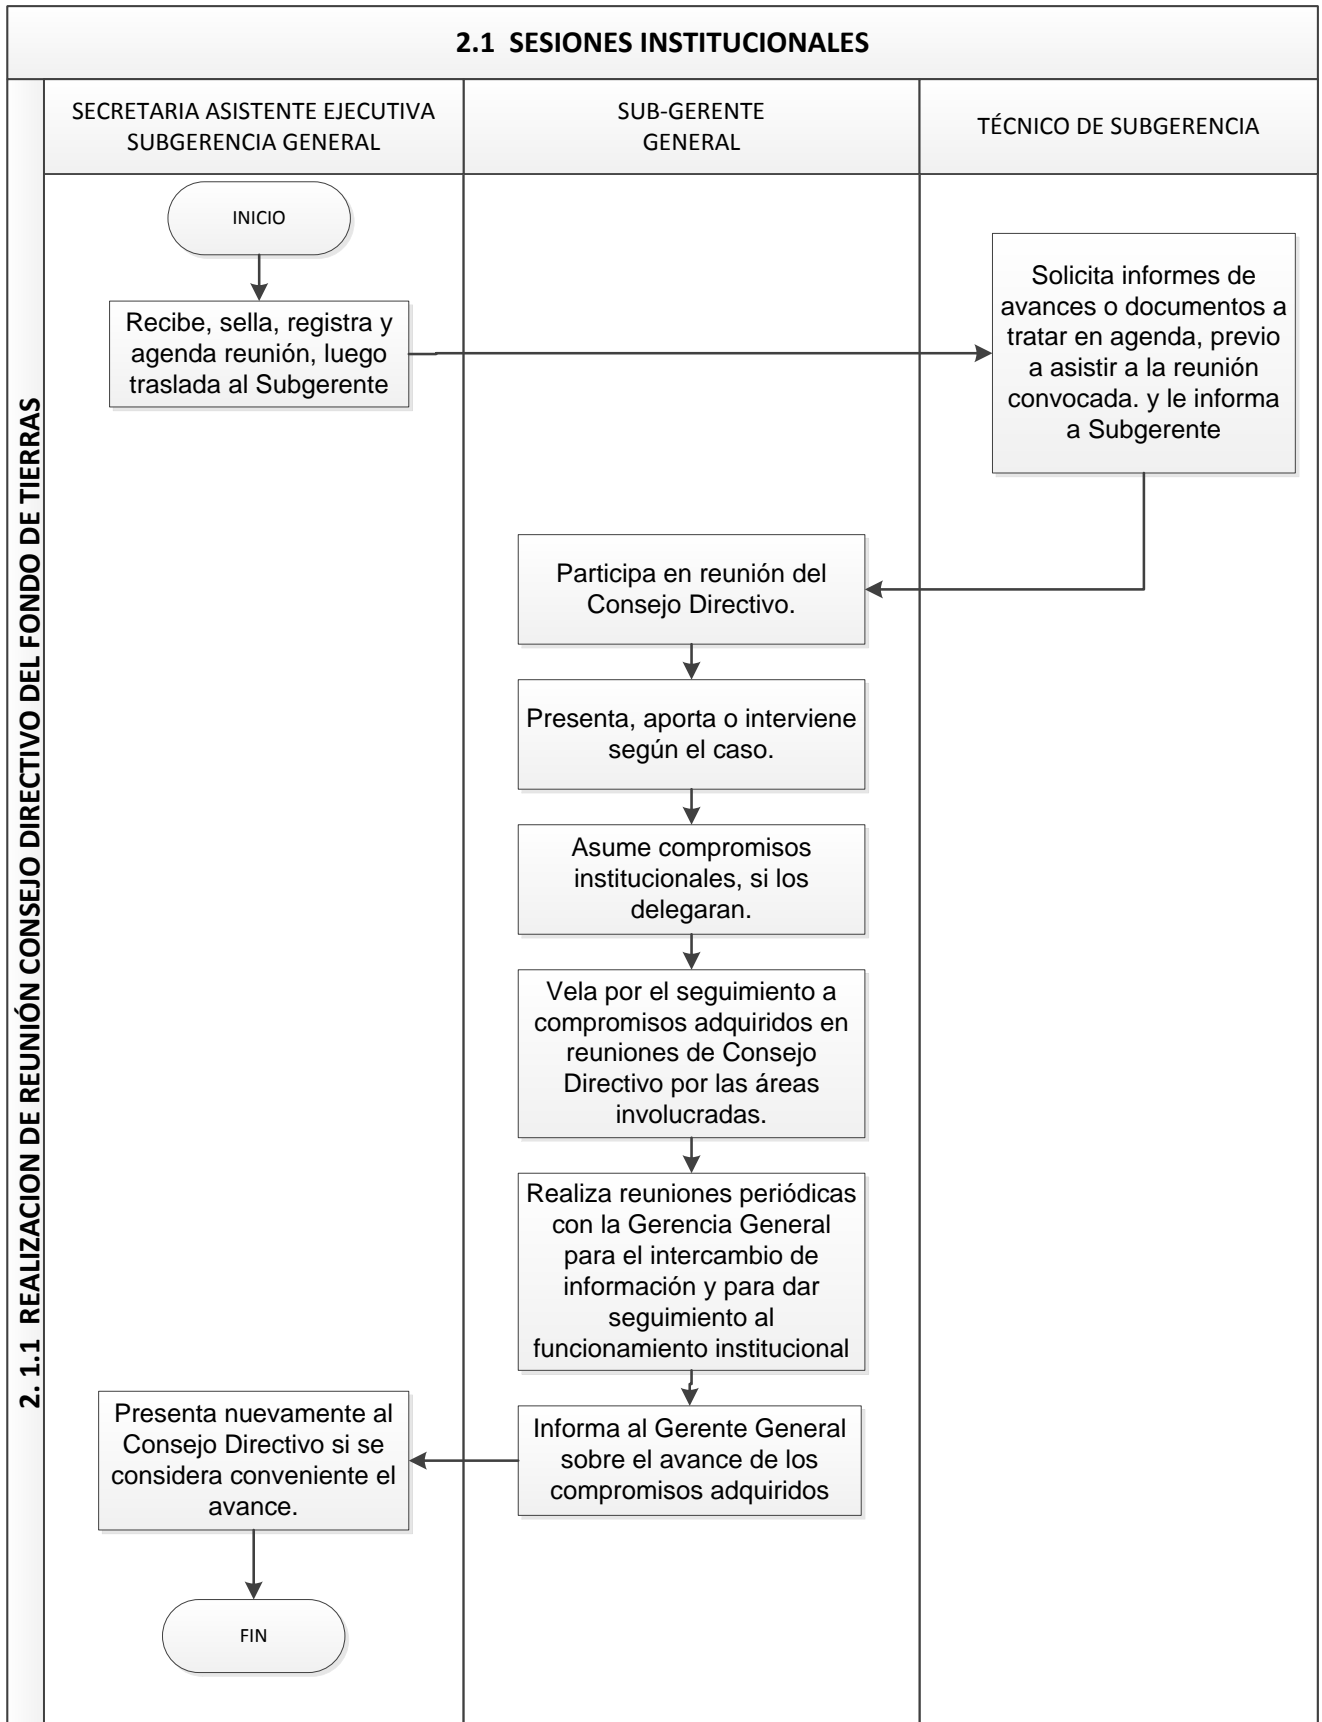 2.1 SESIONES INSTITUCIONALES
2. 1.1 REALIZACION DE REUNIÓN CONSEJO DIRECTIVO DEL FONDO DE TIERRAS
SECRETARIA ASISTENTE EJECUTIVA
SUBGERENCIA GENERAL
SUB-GERENTE
GENERAL
TÉCNICO DE SUBGERENCIA
INICIO
Recibe, sella, registra y
agenda reunión, luego
traslada al Subgerente
Solicita informes de
avances o documentos a
tratar en agenda, previo
a asistir a la reunión
convocada. y le informa
a Subgerente
Participa en reunión del
Consejo Directivo.
Presenta, aporta o interviene
según el caso.
Asume compromisos
institucionales, si los
delegaran.
Vela por el seguimiento a
compromisos adquiridos en
reuniones de Consejo
Directivo por las áreas
involucradas.
Realiza reuniones periódicas
con la Gerencia General
para el intercambio de
información y para dar
seguimiento al
funcionamiento institucional
Informa al Gerente General
sobre el avance de los
compromisos adquiridos
Presenta nuevamente al
Consejo Directivo si se
considera conveniente el
avance.
FIN